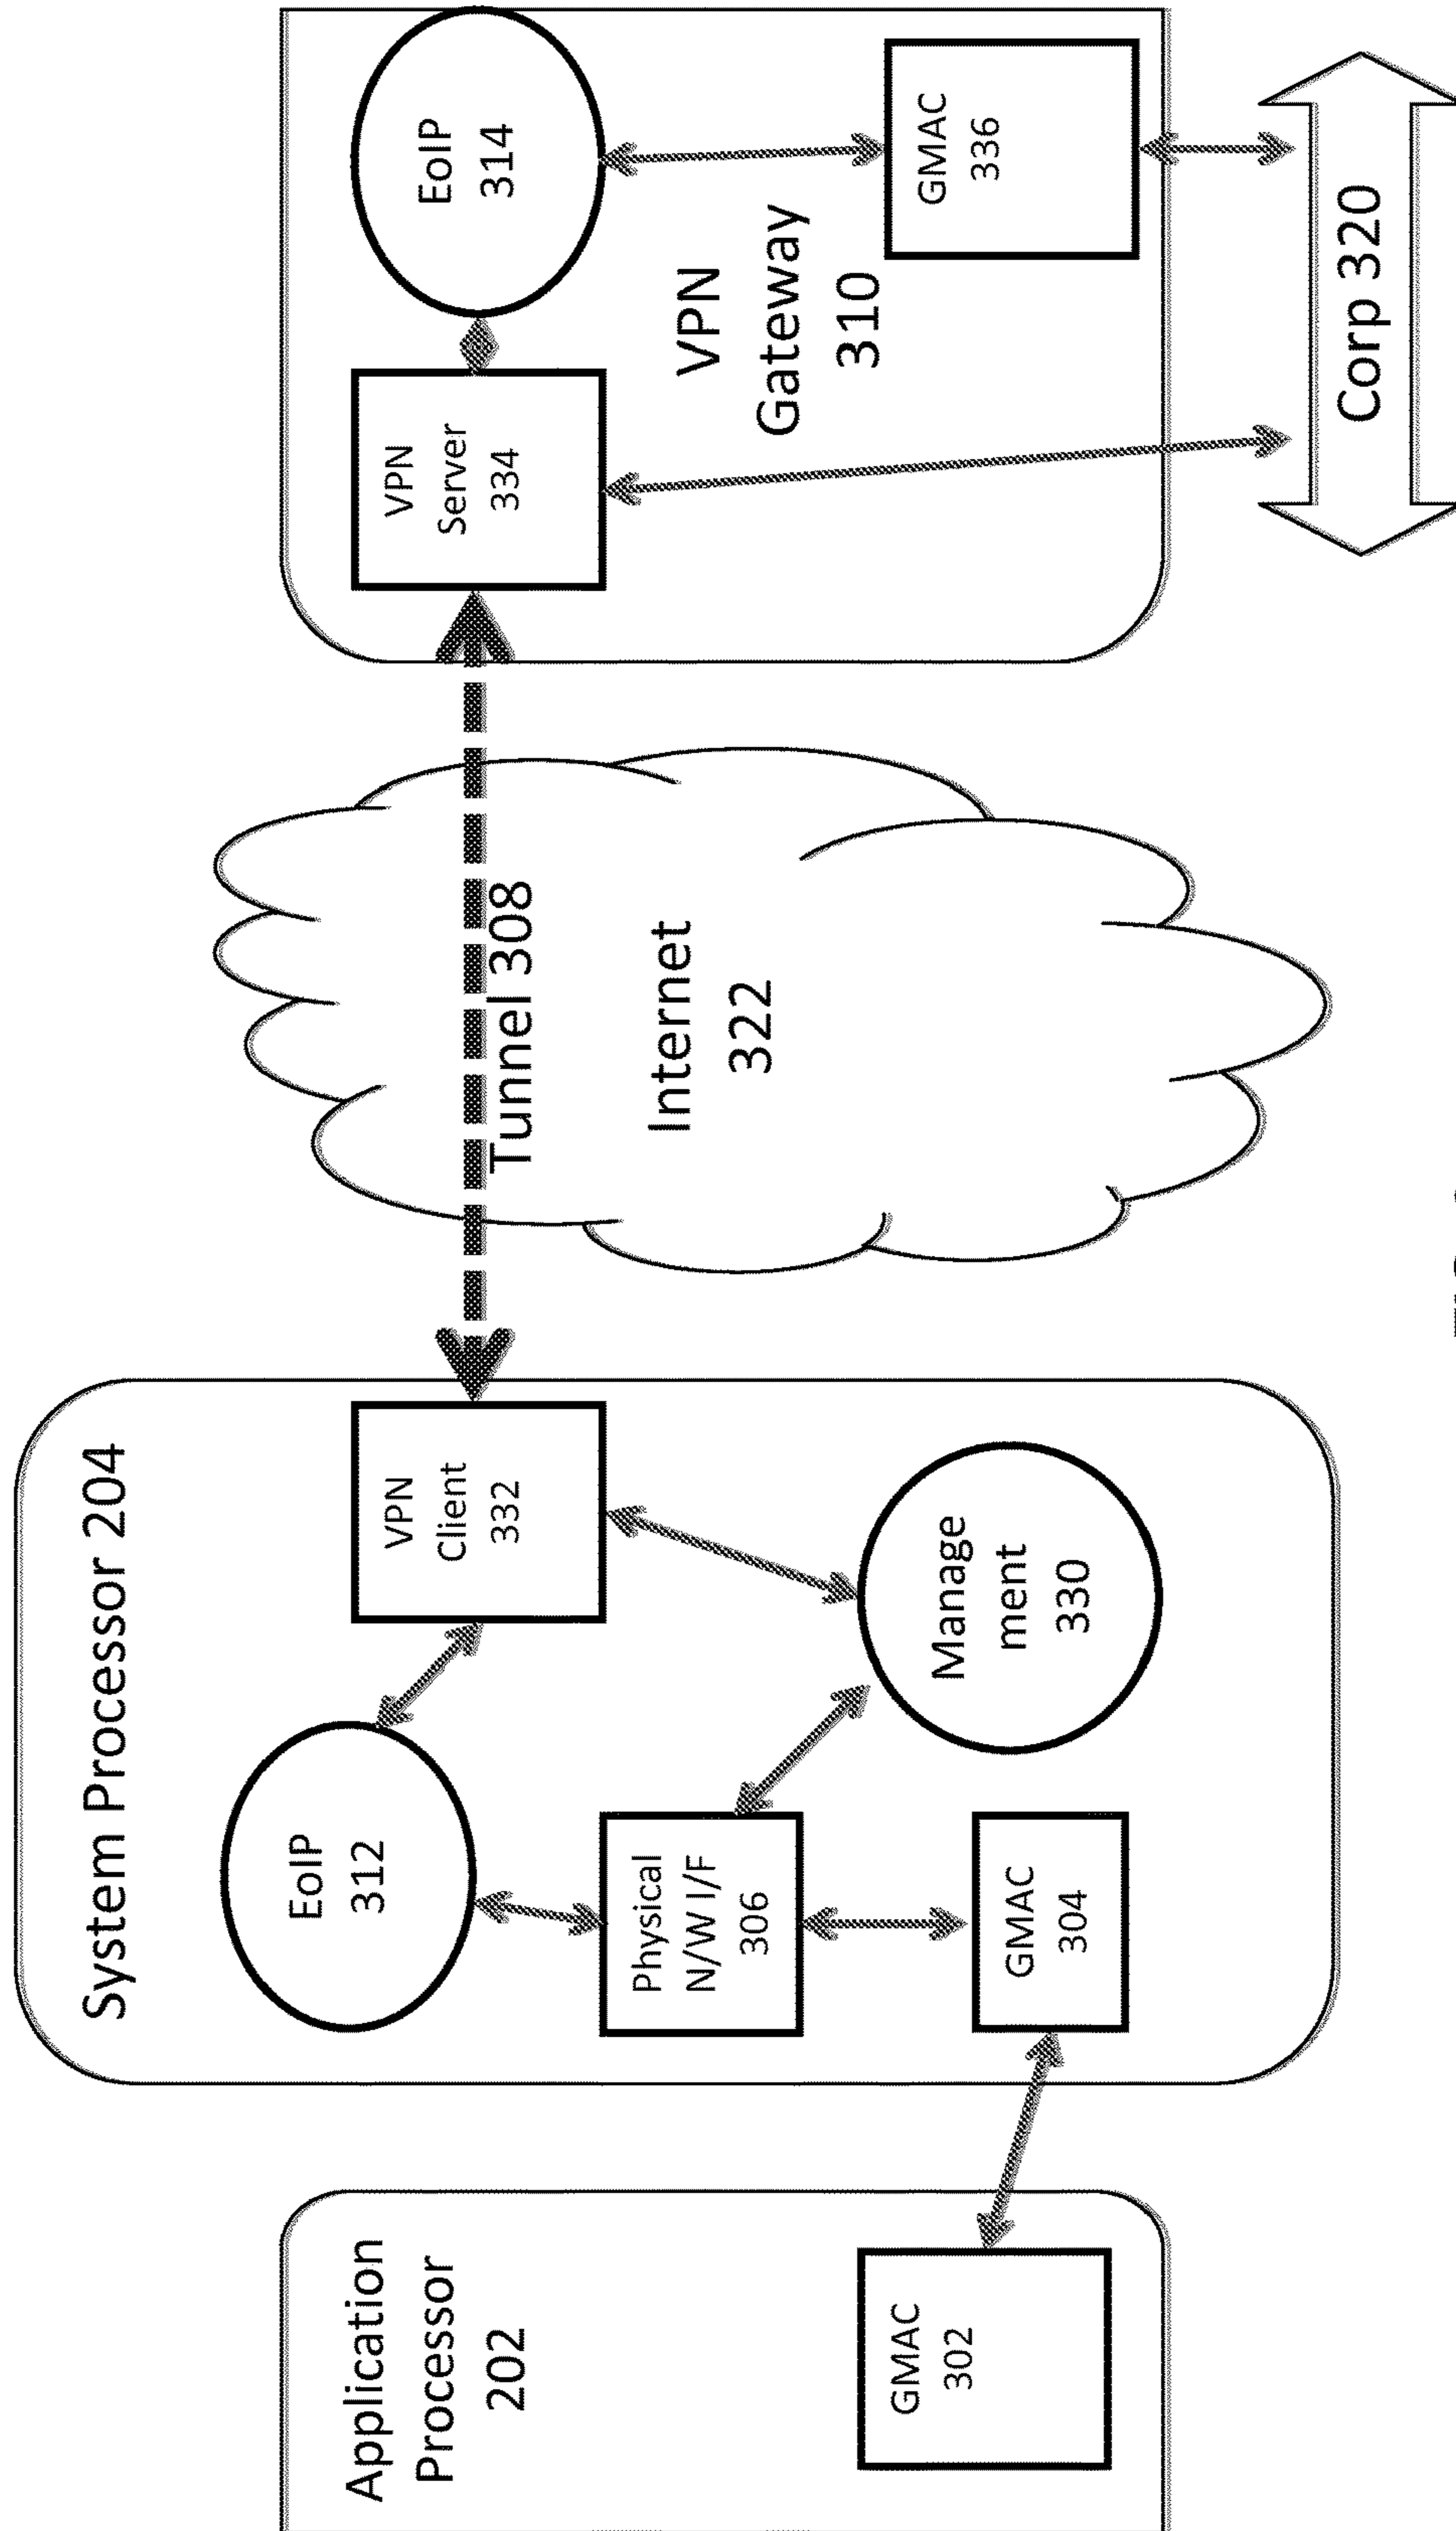 Application
Processor
202
GMAC
302
System Processor 204
EoIP
312
Physical
N/W I/F
306
GMAC
304
VPN
Client
332
Manage
ment
330
Tunnel 308
Internet
322
VPN
Server
334
EoIP
314
VPN
Gateway
310
GMAC
336
Corp 320